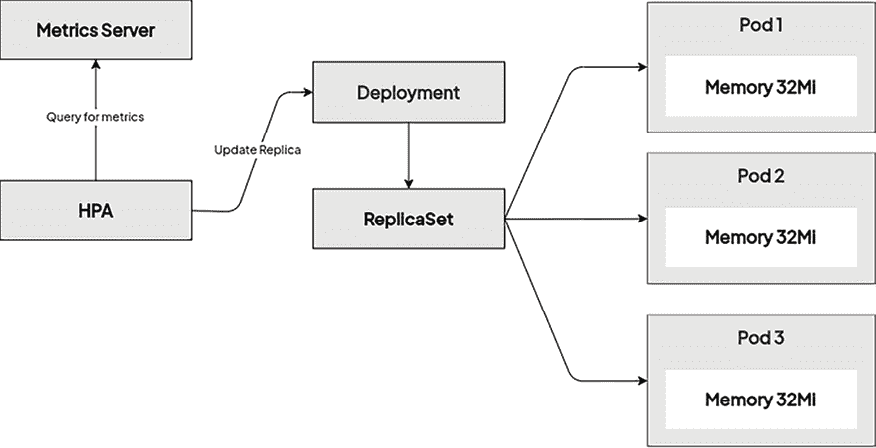 Metrics Server
Query for metrics
HPA
Update Replica
Deployment
ReplicaSet
Pod 1
Memory 32Mi
Pod 2
Memory 32Mi
Pod 3
Memory 32Mi